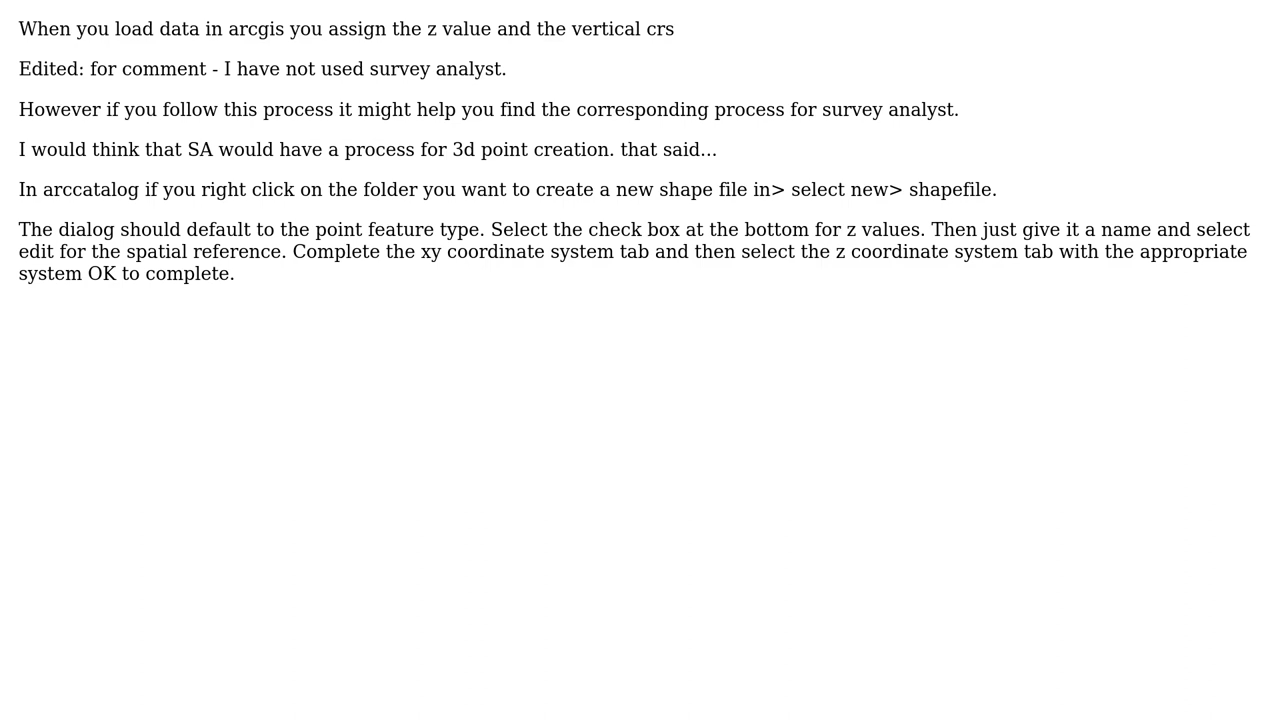 When you load data in arcgis you assign the z value and the vertical crs
Edited: for comment - I have not used survey analyst.
However if you follow this process it might help you find the corresponding process for survey analyst.
I would think that SA would have a process for 3d point creation. that said...
In arccatalog if you right click on the folder you want to create a new shape file in> select new> shapefile.
The dialog should default to the point feature type. Select the check box at the bottom for z values. Then just give it a name and select
edit for the spatial reference. Complete the xy coordinate system tab and then select the z coordinate system tab with the appropriate
system OK to complete.